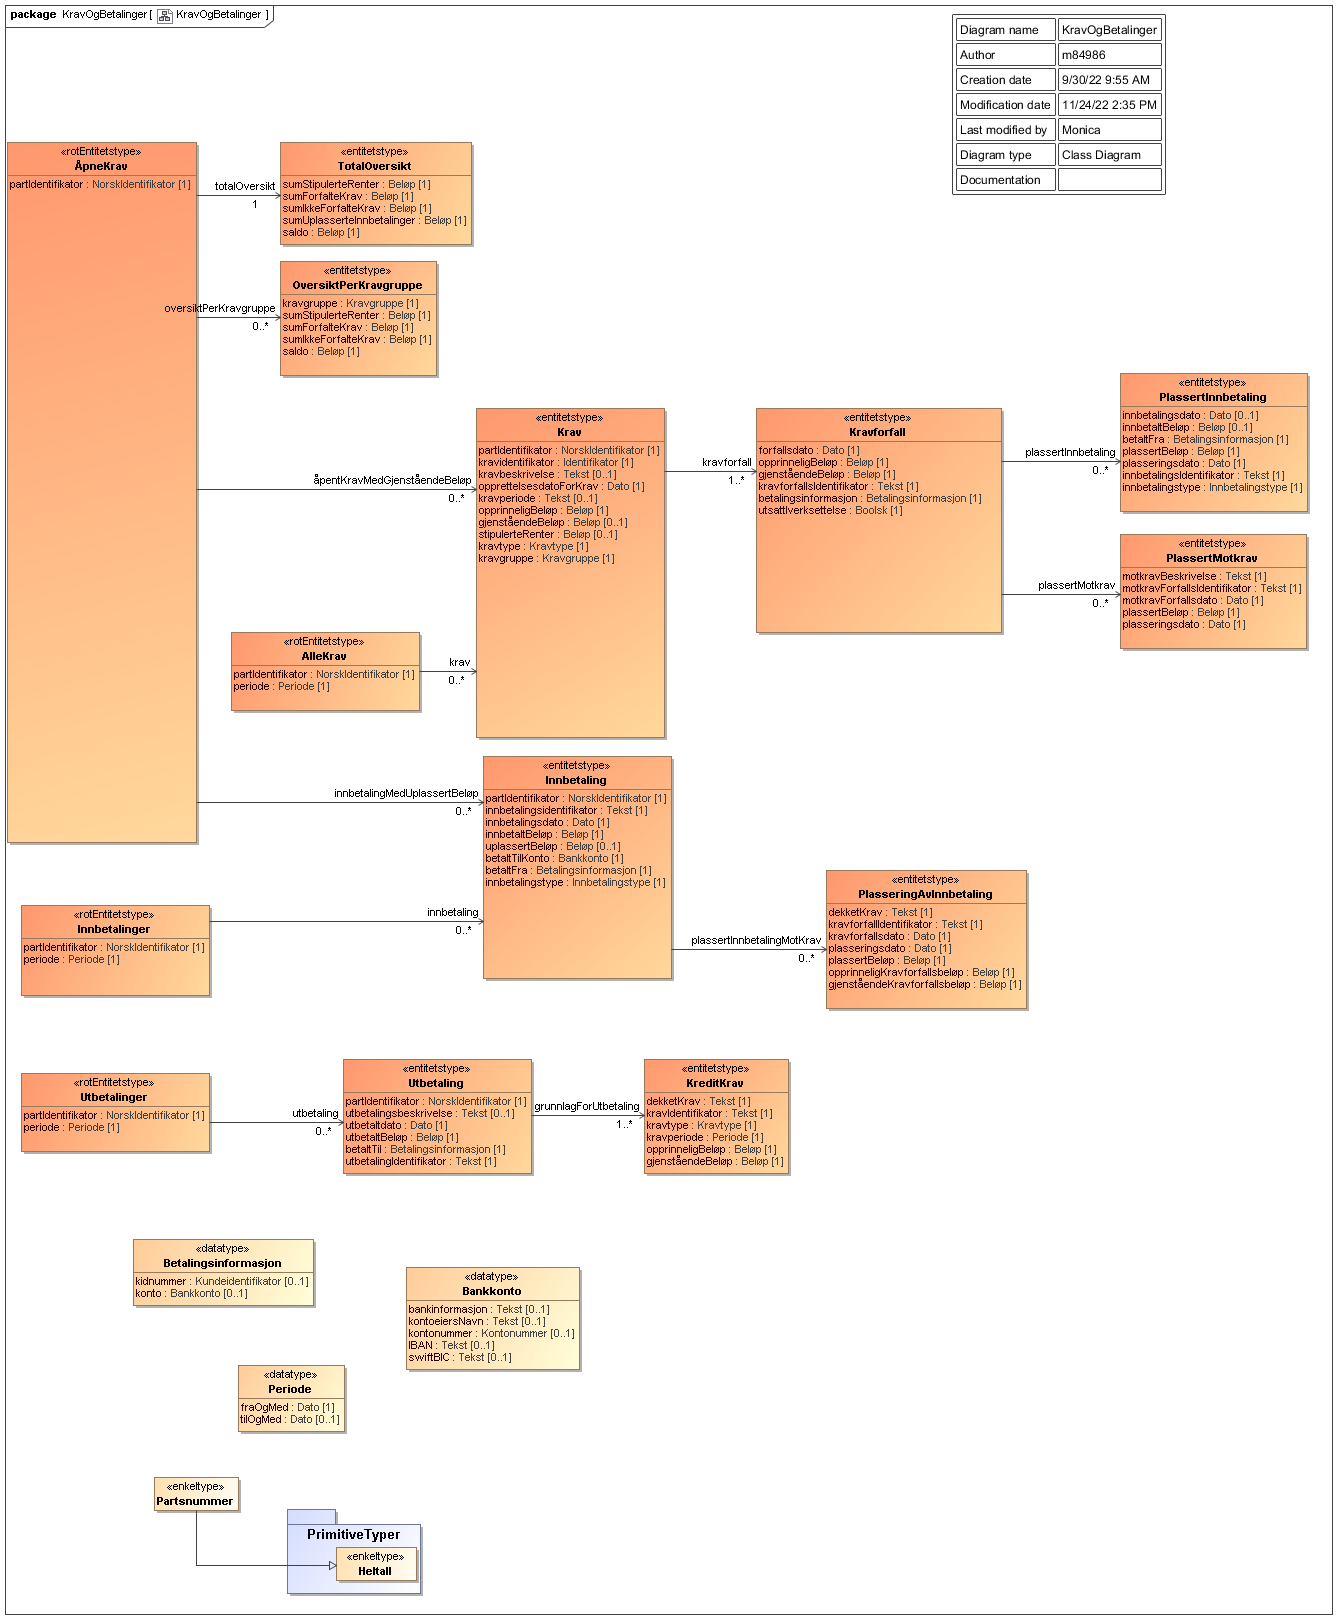 package KravOgBetalinger [ KravOgBetalinger ]
Diagram name KravOgBetalinger
Author m84986
Creation date 9/30/22 9:55 AM
Modification date 11/24/22 2:35 PM
Last modified by Monica
Diagram type Class Diagram
Documentation
«rotEntitetstype»
ÅpneKrav
partIdentifikator : NorskIdentifikator [1]
totalOversikt
1
«entitetstype»
TotalOversikt
sumStipulerteRenter : Beløp [1]
sumForfalteKrav : Beløp [1]
sumIkkeForfalteKrav : Beløp [1]
sumUplasserteInnbetalinger : Beløp [1]
saldo : Beløp [1]
oversiktPerKravgruppe
0..*
«entitetstype»
OversiktPerKravgruppe
kravgruppe : Kravgruppe [1]
sumStipulerteRenter : Beløp [1]
sumForfalteKrav : Beløp [1]
sumIkkeForfalteKrav : Beløp [1]
saldo : Beløp [1]
åpentKravMedGjenståendeBeløp
0..*
«entitetstype»
Krav
partIdentifikator : NorskIdentifikator [1]
kravidentifikator : Identifikator [1]
kravbeskrivelse : Tekst [0..1]
opprettelsesdatoForKrav : Dato [1]
kravperiode : Tekst [0..1]
opprinneligBeløp : Beløp [1]
gjenståendeBeløp : Beløp [0..1]
stipulerteRenter : Beløp [0..1]
kravtype : Kravtype [1]
kravgruppe : Kravgruppe [1]
kravforfall
1..*
«entitetstype»
Kravforfall
forfallsdato : Dato [1]
opprinneligBeløp : Beløp [1]
gjenståendeBeløp : Beløp [1]
kravforfallsIdentifikator : Tekst [1]
betalingsinformasjon : Betalingsinformasjon [1]
utsattIverksettelse : Boolsk [1]
plassertInnbetaling
0..*
«entitetstype»
PlassertInnbetaling
innbetalingsdato : Dato [0..1]
innbetaltBeløp : Beløp [0..1]
betaltFra : Betalingsinformasjon [1]
plassertBeløp : Beløp [1]
plasseringsdato : Dato [1]
innbetalingsIdentifikator : Tekst [1]
innbetalingstype : Innbetalingstype [1]
plassertMotkrav
0..*
«entitetstype»
PlassertMotkrav
motkravBeskrivelse : Tekst [1]
motkravForfallsIdentifikator : Tekst [1]
motkravForfallsdato : Dato [1]
plassertBeløp : Beløp [1]
plasseringsdato : Dato [1]
«rotEntitetstype»
AlleKrav
partIdentifikator : NorskIdentifikator [1]
periode : Periode [1]
krav
0..*
innbetalingMedUplassertBeløp
0..*
«entitetstype»
Innbetaling
partIdentifikator : NorskIdentifikator [1]
innbetalingsidentifikator : Tekst [1]
innbetalingsdato : Dato [1]
innbetaltBeløp : Beløp [1]
uplassertBeløp : Beløp [0..1]
betaltTilKonto : Bankkonto [1]
betaltFra : Betalingsinformasjon [1]
innbetalingstype : Innbetalingstype [1]
«rotEntitetstype»
Innbetalinger
partIdentifikator : NorskIdentifikator [1]
periode : Periode [1]
innbetaling
0..*
plassertInnbetalingMotKrav
0..*
«entitetstype»
PlasseringAvInnbetaling
dekketKrav : Tekst [1]
kravforfallIdentifikator : Tekst [1]
kravforfallsdato : Dato [1]
plasseringsdato : Dato [1]
plassertBeløp : Beløp [1]
opprinneligKravforfallsbeløp : Beløp [1]
gjenståendeKravforfallsbeløp : Beløp [1]
«rotEntitetstype»
Utbetalinger
partIdentifikator : NorskIdentifikator [1]
periode : Periode [1]
utbetaling
0..*
«entitetstype»
Utbetaling
partIdentifikator : NorskIdentifikator [1]
utbetalingsbeskrivelse : Tekst [0..1]
utbetaltdato : Dato [1]
utbetaltBeløp : Beløp [1]
betaltTil : Betalingsinformasjon [1]
utbetalingIdentifikator : Tekst [1]
grunnlagForUtbetaling
1..*
«entitetstype»
KreditKrav
dekketKrav : Tekst [1]
kravIdentifikator : Tekst [1]
kravtype : Kravtype [1]
kravperiode : Periode [1]
opprinneligBeløp : Beløp [1]
gjenståendeBeløp : Beløp [1]
«datatype»
Betalingsinformasjon
kidnummer : Kundeidentifikator [0..1]
konto : Bankkonto [0..1]
«datatype»
Bankkonto
bankinformasjon : Tekst [0..1]
kontoeiersNavn : Tekst [0..1]
kontonummer : Kontonummer [0..1]
IBAN : Tekst [0..1]
swiftBIC : Tekst [0..1]
«datatype»
Periode
fraOgMed : Dato [1]
tilOgMed : Dato [0..1]
«enkeltype»
Partsnummer
PrimitiveTyper
«enkeltype»
Heltall